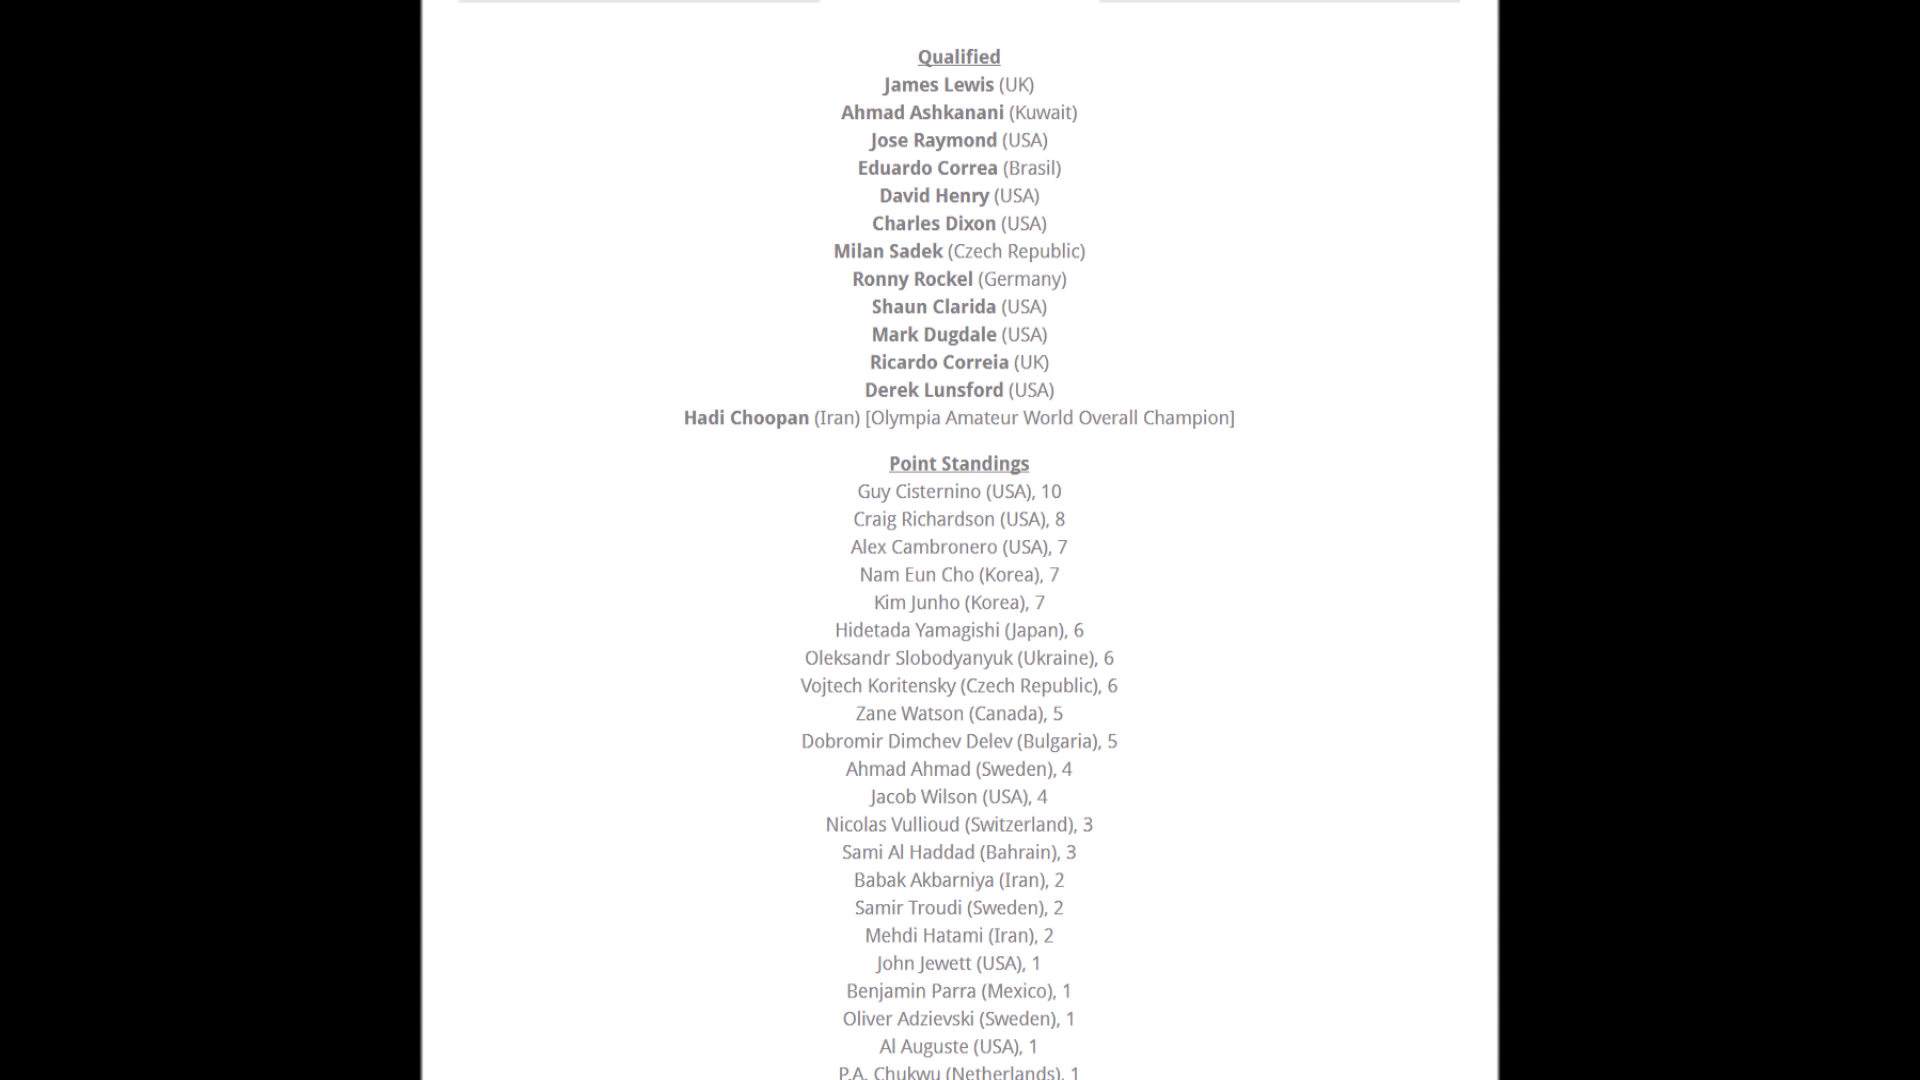 Qualified
James Lewis (UK)
Ahmad Ashkanani (Kuwait)
Jose Raymond (USA)
Eduardo Correa (Brasil)
David Henry (USA)
Charles Dixon (USA)
Milan Sadek (Czech Republic)
Ronny Rockel (Germany)
Shaun Clarida (USA)
Mark Dugdale (USA)
Ricardo Correia (UK)
Derek Lunsford (USA)
Hadi Choopan (Iran) [Olympia Amateur World Overall Champion]
Point Standings
Guy Cisternino (USA), 10
Craig Richardson (USA), 8
Alex Cambronero (USA), 7
Nam Eun Cho (Korea), 7
Kim Junho (Korea), 7
Hidetada Yamagishi (Japan), 6
Oleksandr Slobodyanyuk (Ukraine), 6
Vojtech Koritensky (Czech Republic), 6
Zane Watson (Canada), 5
Dobromir Dimchev Delev (Bulgaria), 5
Ahmad Ahmad (Sweden), 4
Jacob Wilson (USA), 4
Nicolas Vullioud (Switzerland), 3
Sami Al Haddad (Bahrain), 3
Babak Akbarniya (Iran), 2
Samir Troudi (Sweden), 2
Mehdi Hatami (Iran), 2
John Jewett (USA), 1
Benjamin Parra (Mexico), 1
Oliver Adzievski (Sweden), 1
Al Auguste (USA), 1
P.A. Chukwu (Netherlands), 1